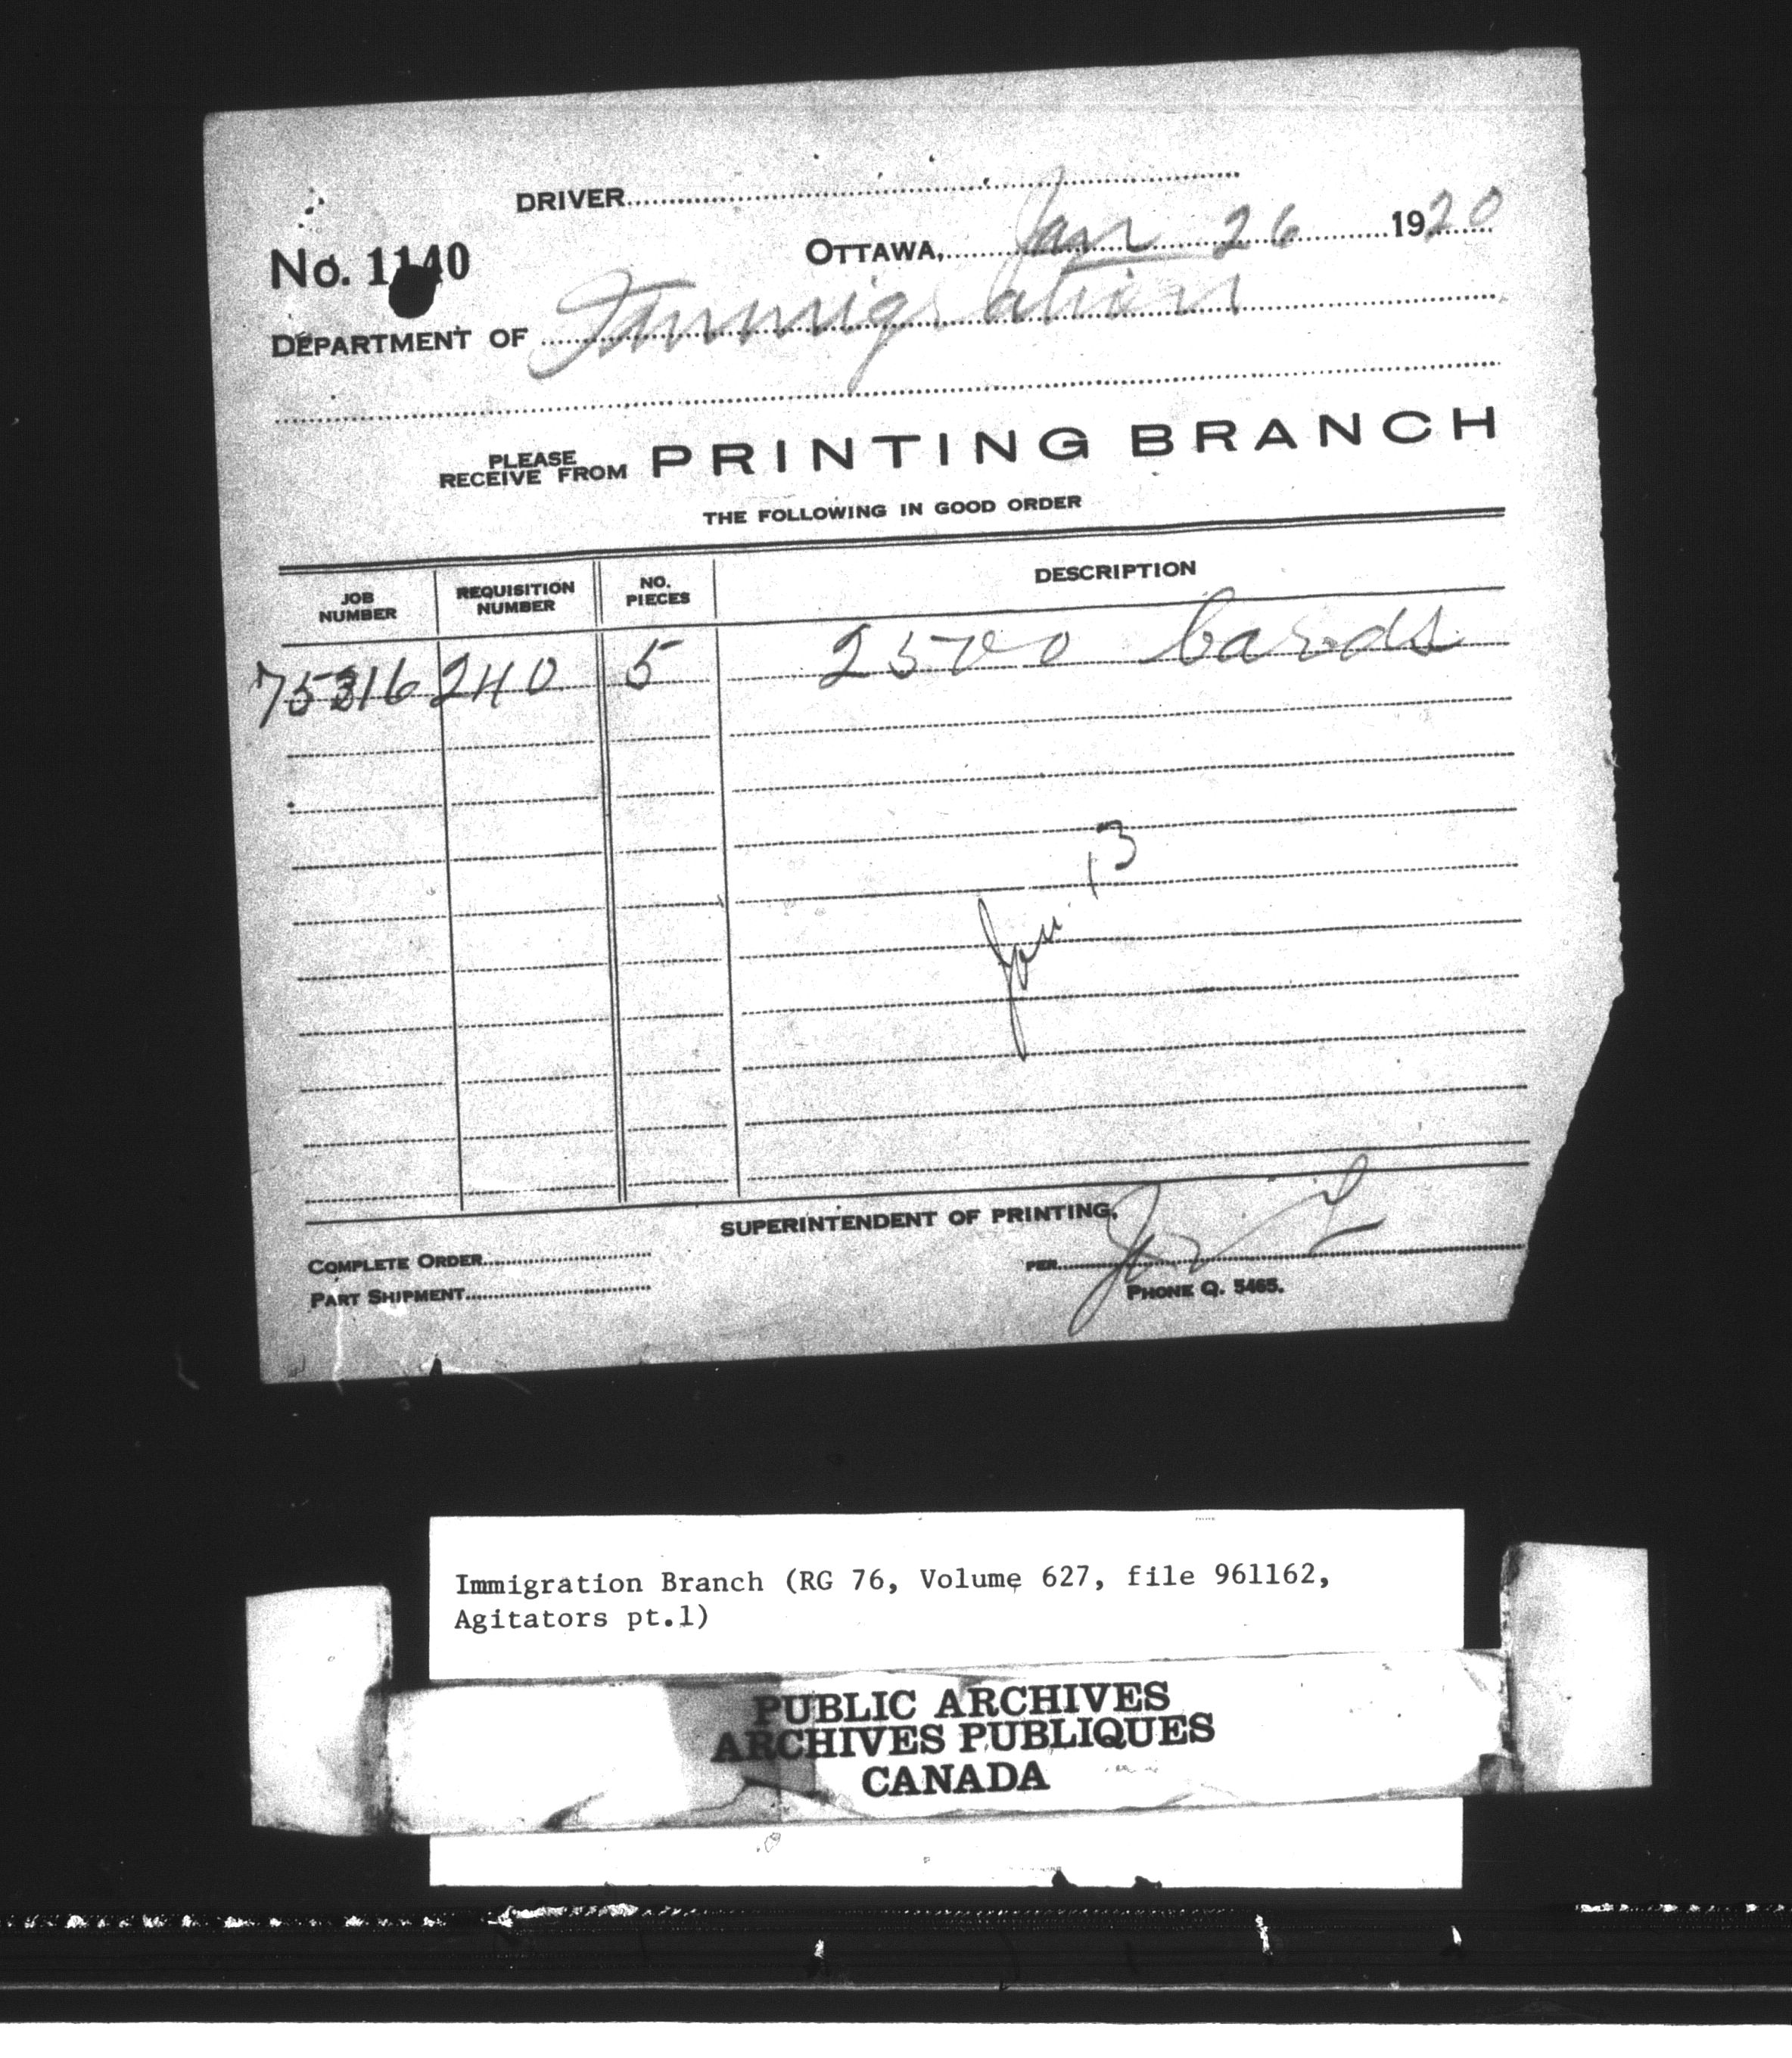 DRIVER
No. 1140
OTTAWA, Jan 26 1920
DEPARTMENT OF Immigration
PLEASE RECEIVE FROM PRINTING BRANCH
THE FOLLOWING IN GOOD ORDER
JOB NUMBER REQUISITION NUMBER NO. PIECES DESCRIPTION
75316 240 5 2500 Cards
Jan. 13
SUPERINTENDENT OF PRINTING,
COMPLETE ORDER
PER
PART SHIPMENT
PHONE Q. 5465.
Immigration Branch (RG 76, Volume 627, file 961162,
Agitators pt.1)
PUBLIC ARCHIVES
ARCHIVES PUBLIQUES
CANADA